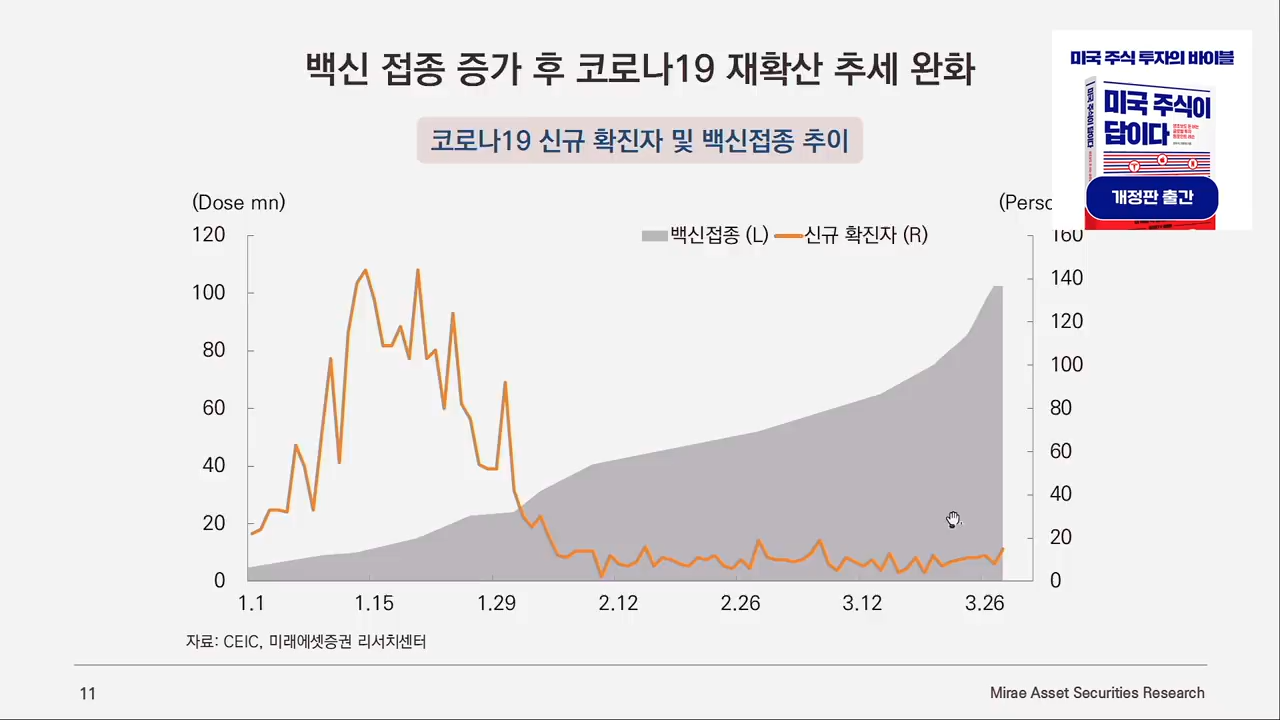 백신 접종 증가 후 코로나19 재확산 추세 완화
미국 주식 투자의 바이블
미국 주식이
답이다
개정판 출간
코로나19 신규 확진자 및 백신접종 추이
(Dose mn)
(Perso
백신접종 (L)
신규 확진자 (R)
120
100
80
60
40
20
0
160
140
120
100
80
60
40
20
0
1.1 1.15 1.29 2.12 2.26 3.12 3.26
자료: CEIC, 미래에셋증권 리서치센터
11
Mirae Asset Securities Research